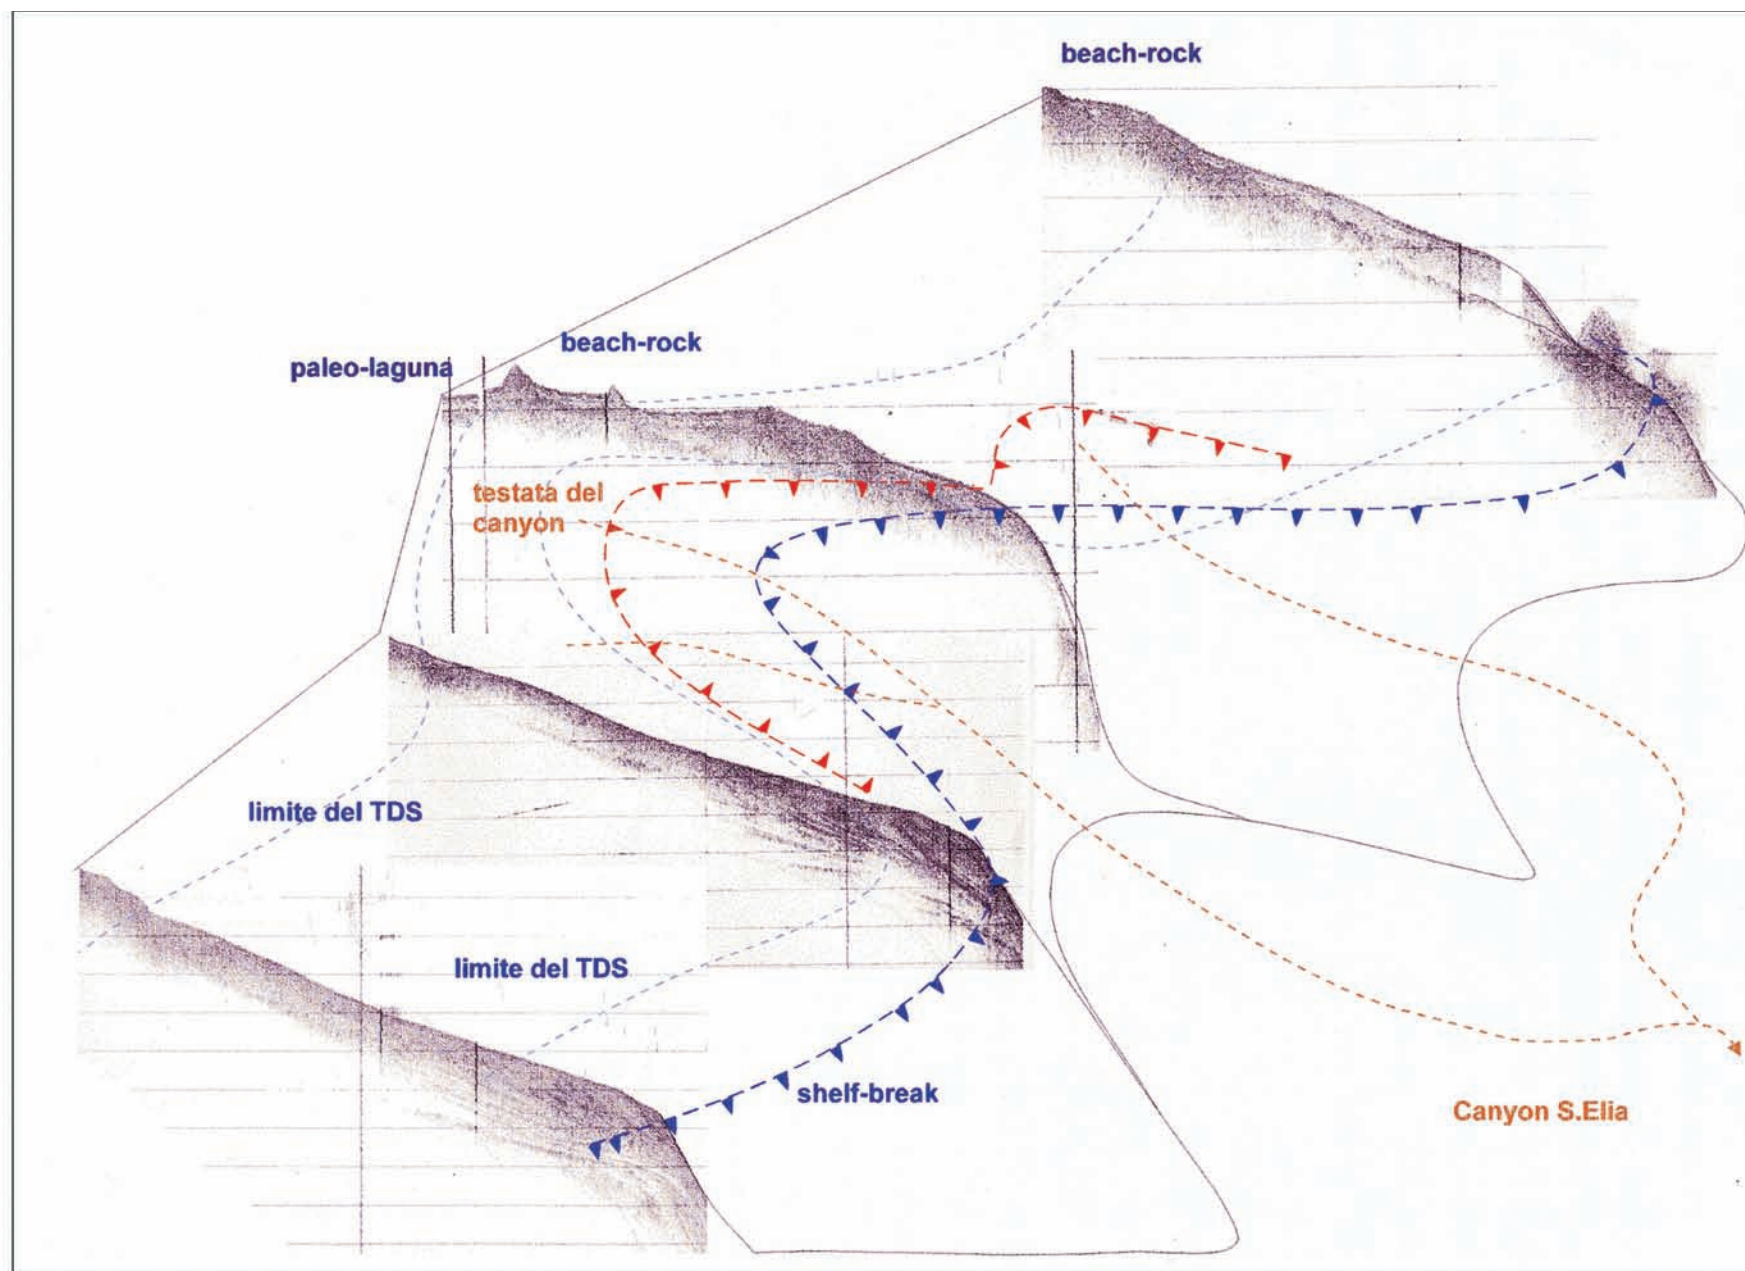 beach-rock
beach-rock
paleo-laguna
testata del
canyon
limite del TDS
limite del TDS
shelf-break
Canyon S.Elia